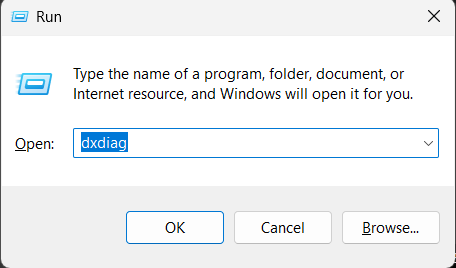 Run
Type the name of a program, folder, document, or
Internet resource, and Windows will open it for you.
Open: dxdiag
OK Cancel Browse...